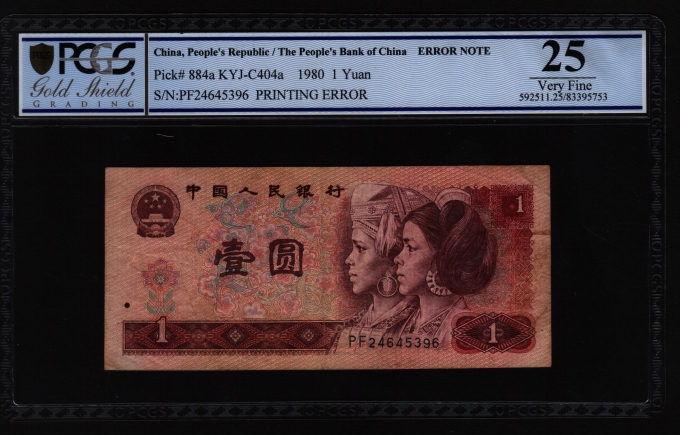 PCGS
Gold Shield
GRADING
China, People's Republic / The People's Bank of China ERROR NOTE
Pick# 884a KYJ-C404a 1980 1 Yuan
S/N:PF24645396 PRINTING ERROR
25
Very Fine
592511.25/83395753
中国人民银行
1
壹圆
1
PF24645396
1